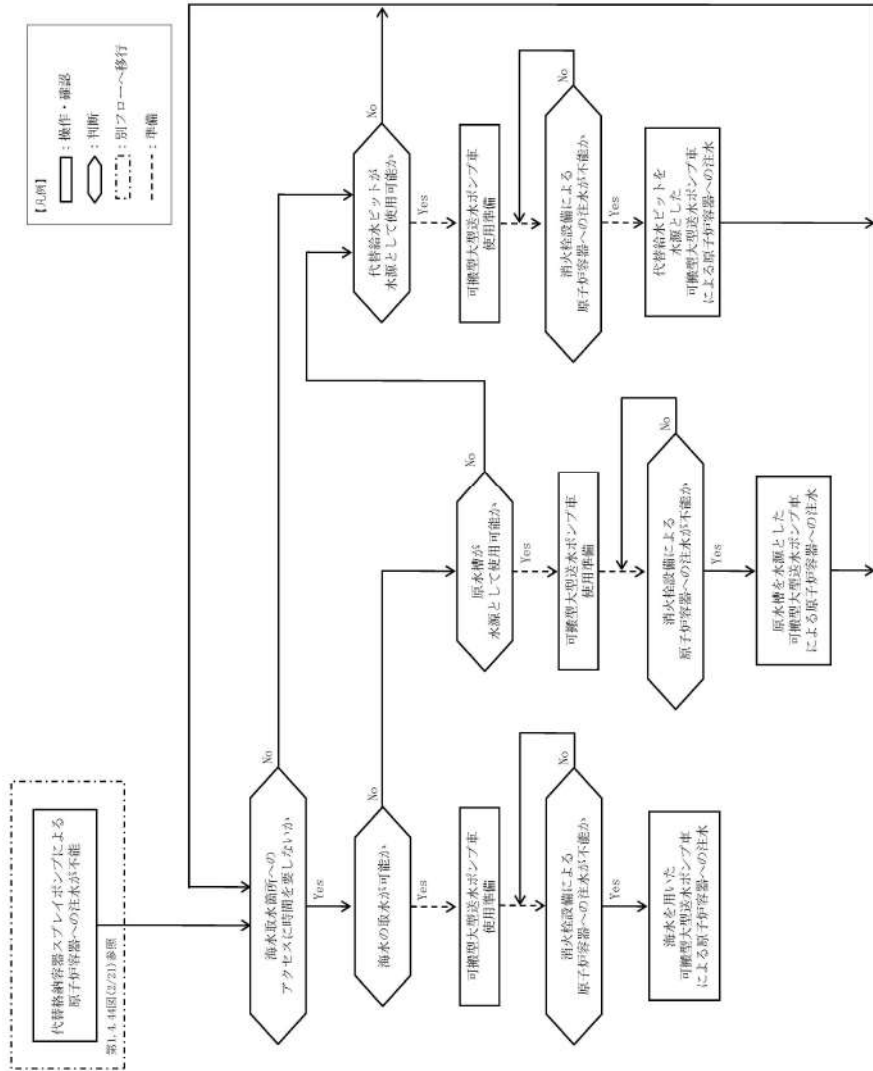 【凡例】
：操作・確認
：判断
：別フローへ移行
：準備
代替格納容器スプレイポンプによる
原子炉容器への注水が不能
第1.4.44図(2/21)参照
海水取水箇所への
アクセスに時間を要しないか
No
Yes
海水の取水が可能か
No
Yes
可搬型大型送水ポンプ車
使用準備
消火栓設備による
原子炉容器への注水が不能か
No
Yes
海水を用いた
可搬型大型送水ポンプ車
による原子炉容器への注水
原水槽が
水源として使用可能か
No
Yes
可搬型大型送水ポンプ車
使用準備
消火栓設備による
原子炉容器への注水が不能か
No
Yes
原水槽を水源とした
可搬型大型送水ポンプ車
による原子炉容器への注水
代替給水ピットが
水源として使用可能か
No
Yes
可搬型大型送水ポンプ車
使用準備
消火栓設備による
原子炉容器への注水が不能か
No
Yes
代替給水ピットを
水源とした
可搬型大型送水ポンプ車
による原子炉容器への注水